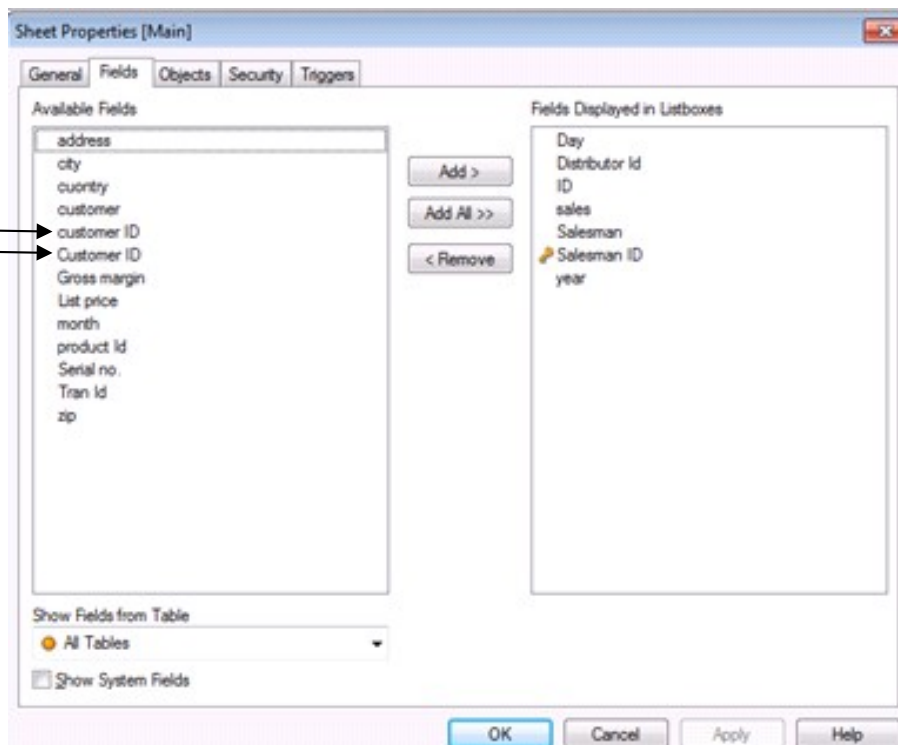 Sheet Properties [Main]
General Fields Objects Security Triggers
Available Fields
address
city
cuontry
customer
customer ID
Customer ID
Gross margin
List price
month
product Id
Serial no.
Tran Id
zip
Add >
Add All >>
< Remove
Fields Displayed in Listboxes
Day
Distributor Id
ID
sales
Salesman
Salesman ID
year
Show Fields from Table
All Tables
Show System Fields
OK Cancel Apply Help